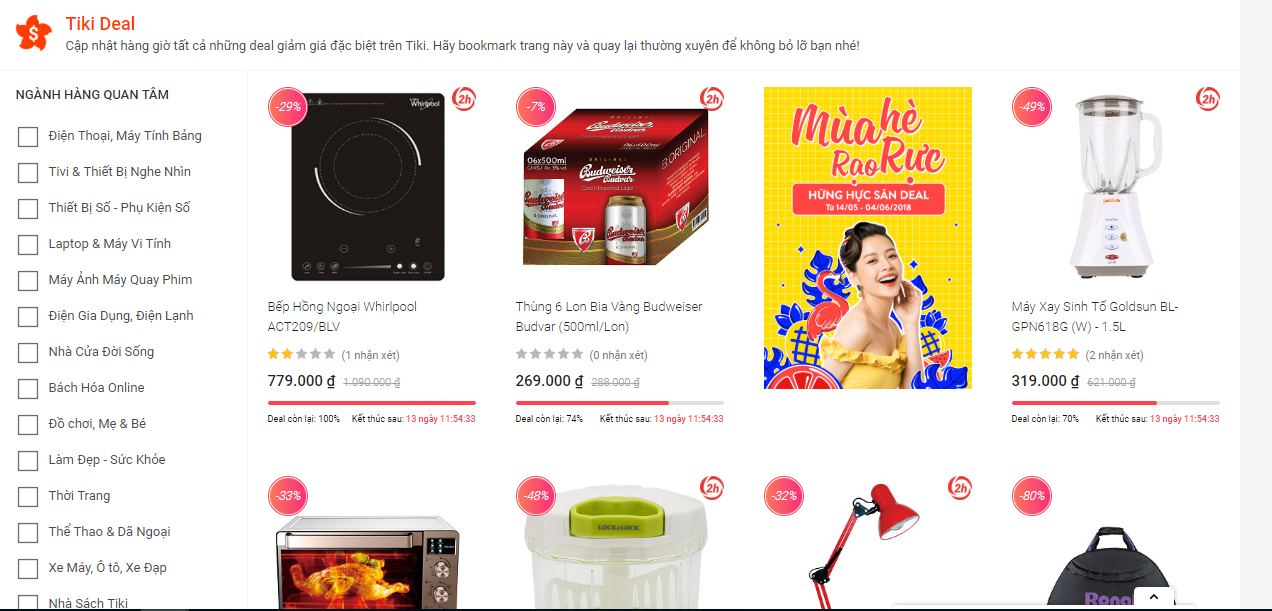 Tiki Deal
Cập nhật hàng giờ tất cả những deal giảm giá đặc biệt trên Tiki. Hãy bookmark trang này và quay lại thường xuyên để không bỏ lỡ bạn nhé!
NGÀNH HÀNG QUAN TÂM
Điện Thoại, Máy Tính Bảng
Tivi & Thiết Bị Nghe Nhìn
Thiết Bị Số - Phụ Kiện Số
Laptop & Máy Vi Tính
Máy Ảnh Máy Quay Phim
Điện Gia Dụng, Điện Lạnh
Nhà Cửa Đời Sống
Bách Hóa Online
Đồ chơi, Mẹ & Bé
Làm Đẹp - Sức Khỏe
Thời Trang
Thể Thao & Dã Ngoại
Xe Máy, Ô tô, Xe Đạp
Nhà Sách Tiki
-29%
2h
Whirlpool
Bếp Hồng Ngoại Whirlpool
ACT209/BLV
(1 nhận xét)
779.000 ₫ 1.090.000 ₫
Deal còn lại: 100% Kết thúc sau: 13 ngày 11:54:33
-7%
2h
06x500ml
ORIGINAL
Budweiser
Budvar
Czech Imported Lager
B:ORIGINAL
06x500ml
Thùng 6 Lon Bia Vàng Budweiser
Budvar (500ml/Lon)
(0 nhận xét)
269.000 ₫ 288.000 ₫
Deal còn lại: 74% Kết thúc sau: 13 ngày 11:54:33
Mùa hè
Rạo Rực
HỪNG HỰC SĂN DEAL
Từ 14/05 - 04/06/2018
-49%
2h
Máy Xay Sinh Tố Goldsun BL-
GPN618G (W) - 1.5L
(2 nhận xét)
319.000 ₫ 621.000 ₫
Deal còn lại: 70% Kết thúc sau: 13 ngày 11:54:33
-33%
-48%
2h
LOCK&LOCK
-32%
2h
-80%